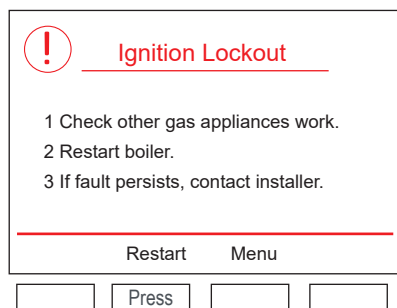 !
Ignition Lockout
1 Check other gas appliances work.
2 Restart boiler.
3 If fault persists, contact installer.
Restart Menu
Press